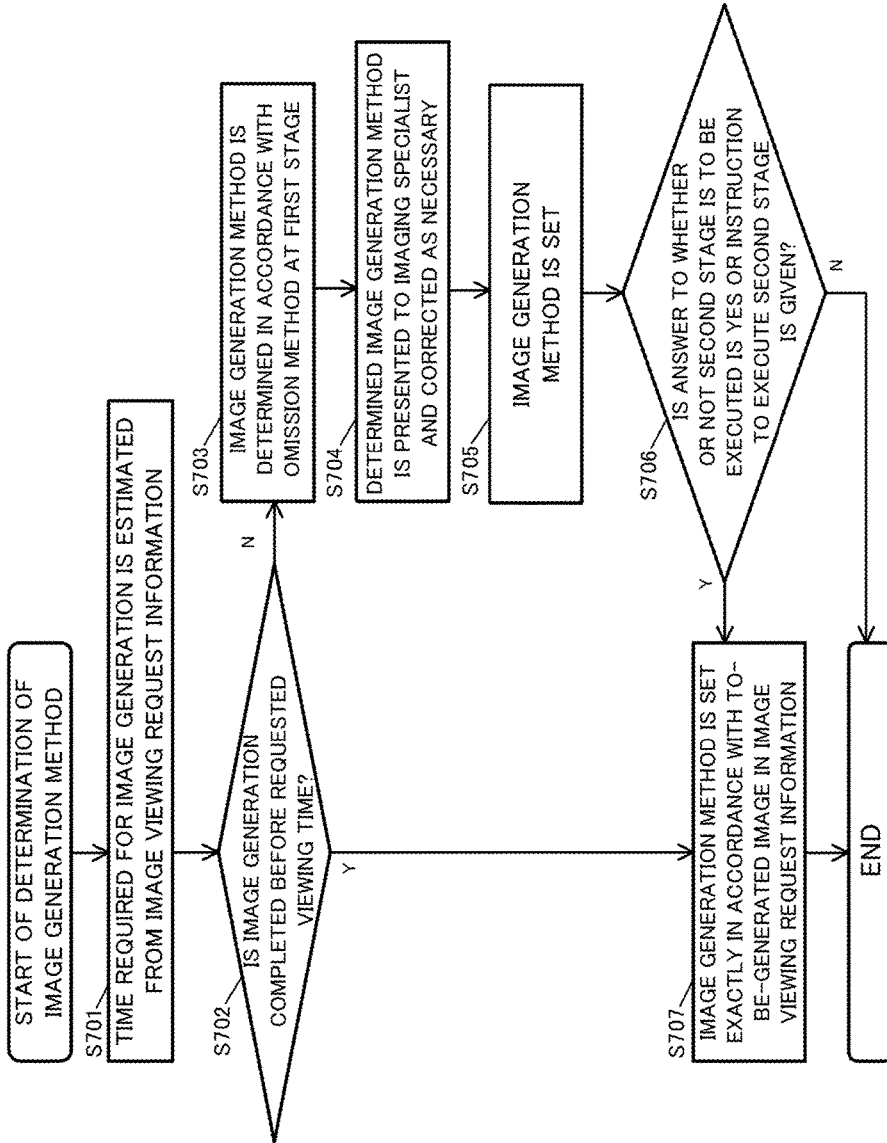 START OF DETERMINATION OF
IMAGE GENERATION METHOD
S701
TIME REQUIRED FOR IMAGE GENERATION IS ESTIMATED
FROM IMAGE VIEWING REQUEST INFORMATION
S702
IS IMAGE GENERATION
COMPLETED BEFORE REQUESTED
VIEWING TIME?
N
Y
S703
IMAGE GENERATION METHOD IS
DETERMINED IN ACCORDANCE WITH
OMISSION METHOD AT FIRST STAGE
S704
DETERMINED IMAGE GENERATION METHOD
IS PRESENTED TO IMAGING SPECIALIST
AND CORRECTED AS NECESSARY
S705
IMAGE GENERATION
METHOD IS SET
S706
IS ANSWER TO WHETHER
OR NOT SECOND STAGE IS TO BE
EXECUTED IS YES OR INSTRUCTION
TO EXECUTE SECOND STAGE
IS GIVEN?
Y
N
S707
IMAGE GENERATION METHOD IS SET
EXACTLY IN ACCORDANCE WITH TO-
BE-GENERATED IMAGE IN IMAGE
VIEWING REQUEST INFORMATION
END